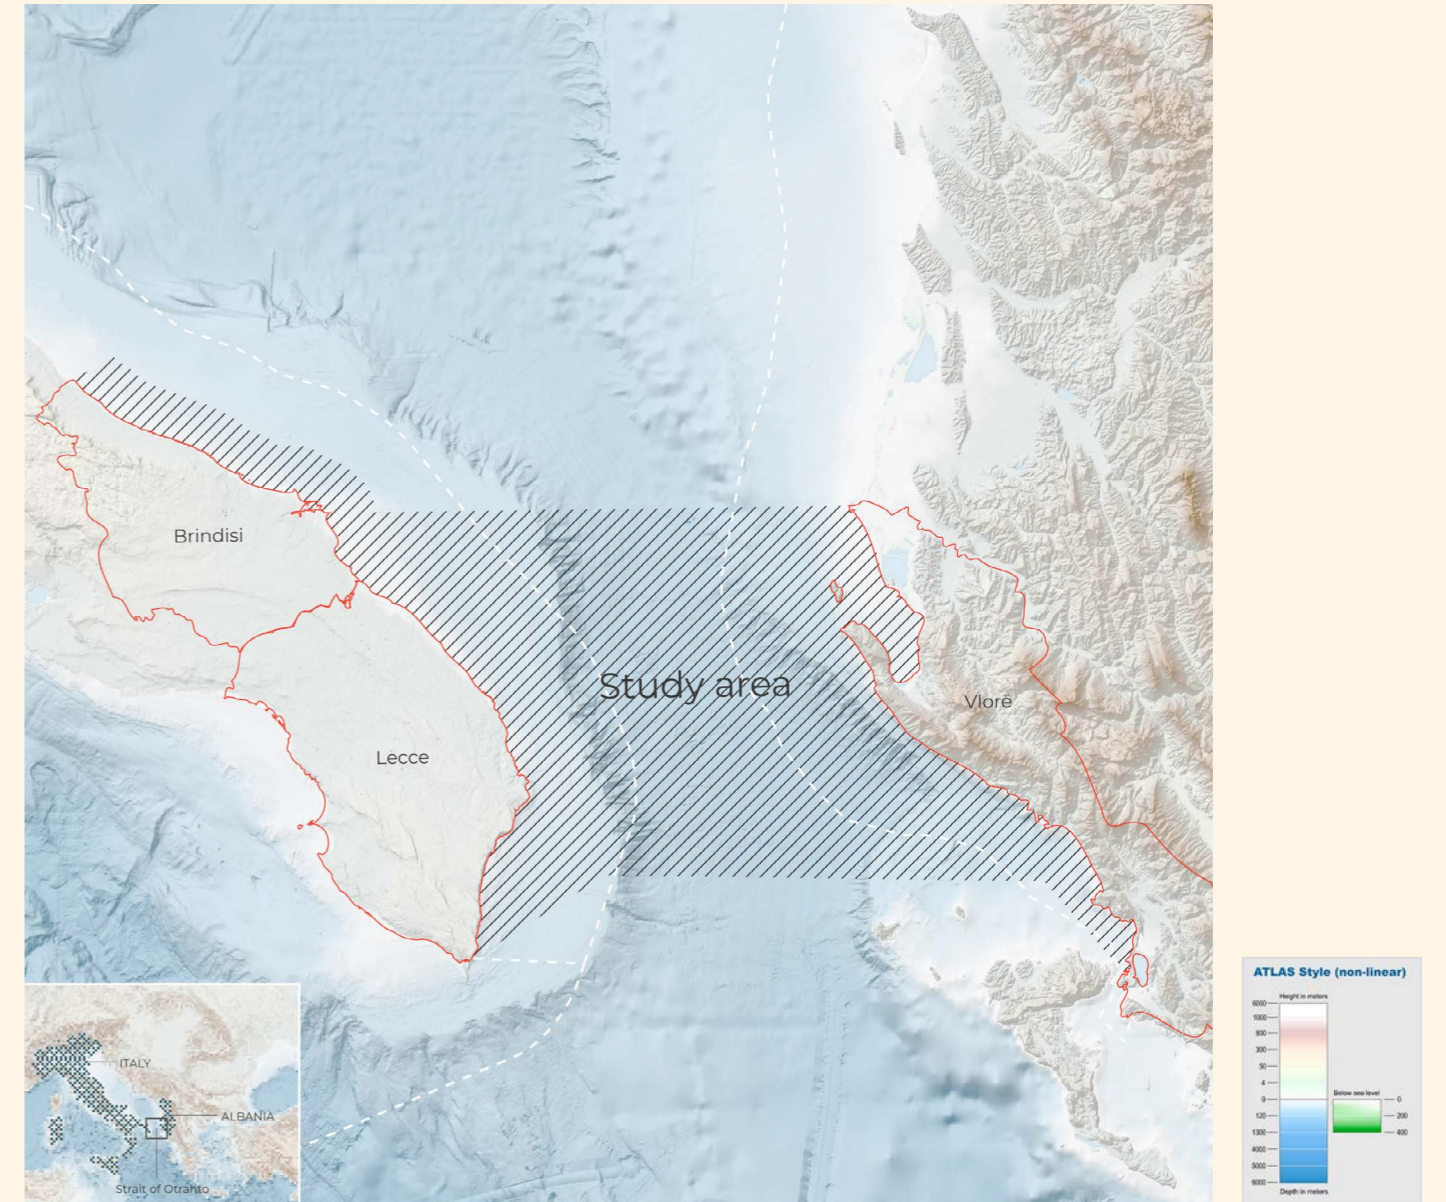 Brindisi
Study area
Vlorë
Lecce
ITALY
ALBANIA
Strait of Otranto
ATLAS Style (non-linear)
Height in meters
6000
1000
800
300
50
4
0
120
1300
4000
5000
6000
Depth in meters
Below sea level
0
200
400